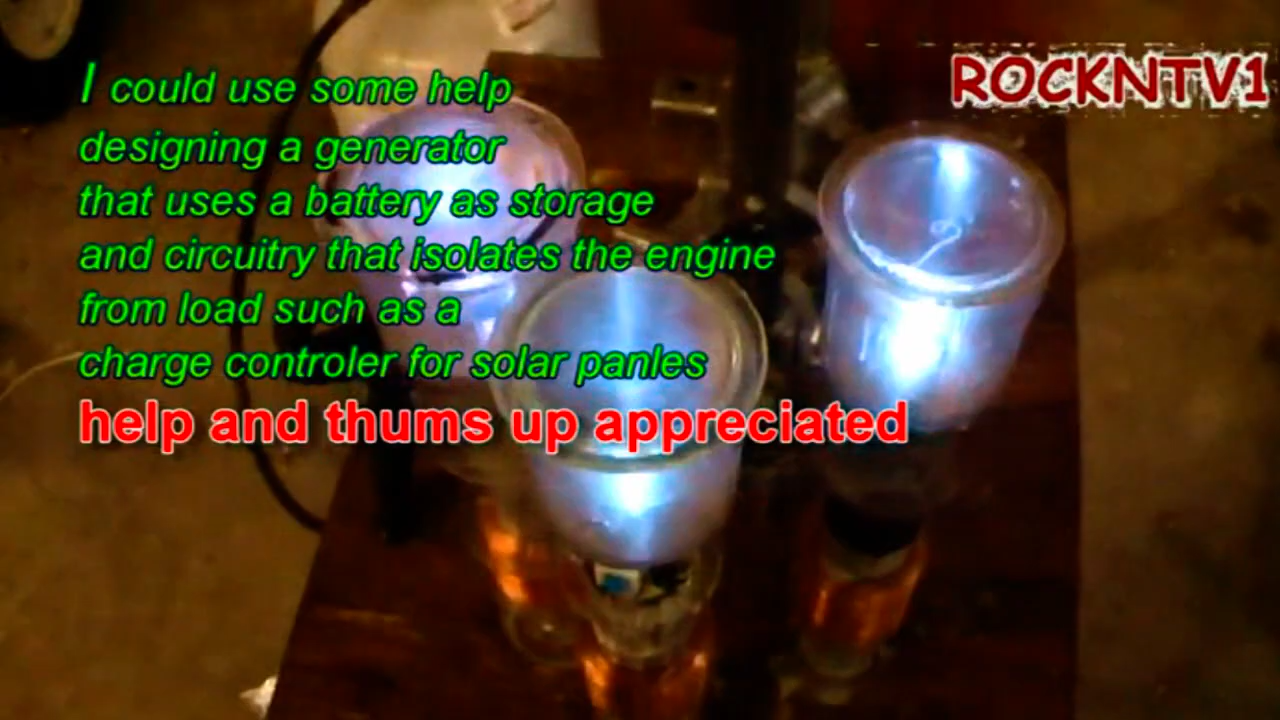 ROCKNTV1
I could use some help
designing a generator
that uses a battery as storage
and circuitry that isolates the engine
from load such as a
charge controler for solar panles
help and thums up appreciated